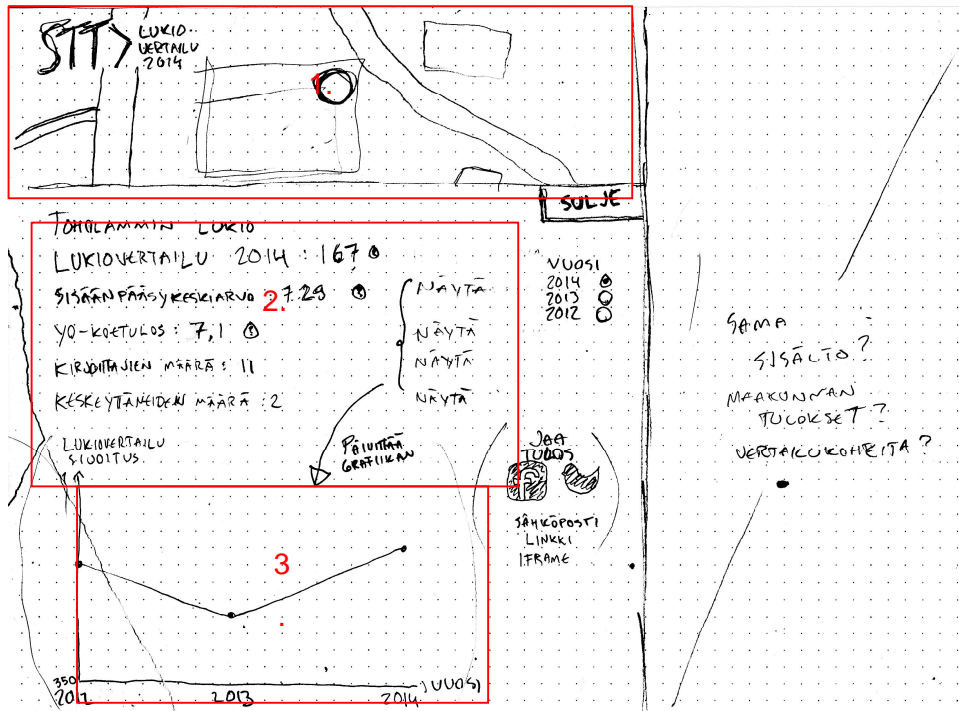 STT>
LUKIO-
VERTAILU
2014
1.
SULJE
TOHOLAMMIN LUKIO
LUKIOVERTAILU 2014 : 167
SISÄÄNPÄÄSYKESKIARVO : 7.29
2.
YO-KOETULOS : 7,1
KIRJOITTAJIEN MÄÄRÄ : 11
KESKEYTTÄNEIDEN MÄÄRÄ : 2
NÄYTÄ
NÄYTÄ
NÄYTÄ
NÄYTÄ
VUOSI
2014
2013
2012
LUKIOVERTAILU
SIJOITUS
PÄIVITTÄÄ
GRAFIIKAN
JAA
TULOS
f
SÄHKÖPOSTI
LINKKI
IFRAME
3
.
350
2012
2013
2014
VUOSI
SAMA
SISÄLTÖ?
MAAKUNNAN
TULOKSET?
VERTAILUKOHEITA?